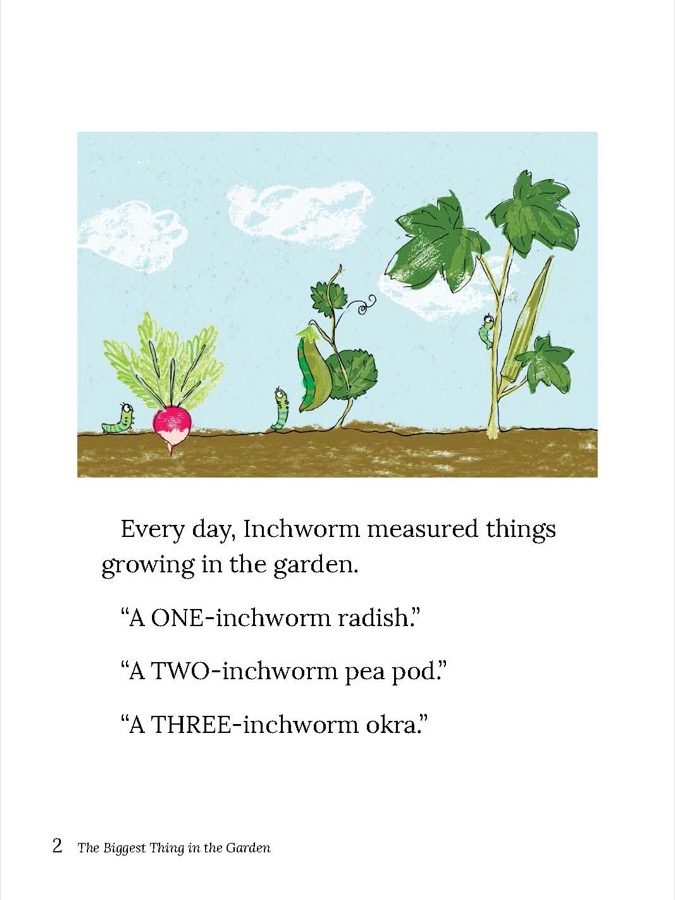 Every day, Inchworm measured things
growing in the garden.
“A ONE-inchworm radish.”
“A TWO-inchworm pea pod.”
“A THREE-inchworm okra.”
2 The Biggest Thing in the Garden